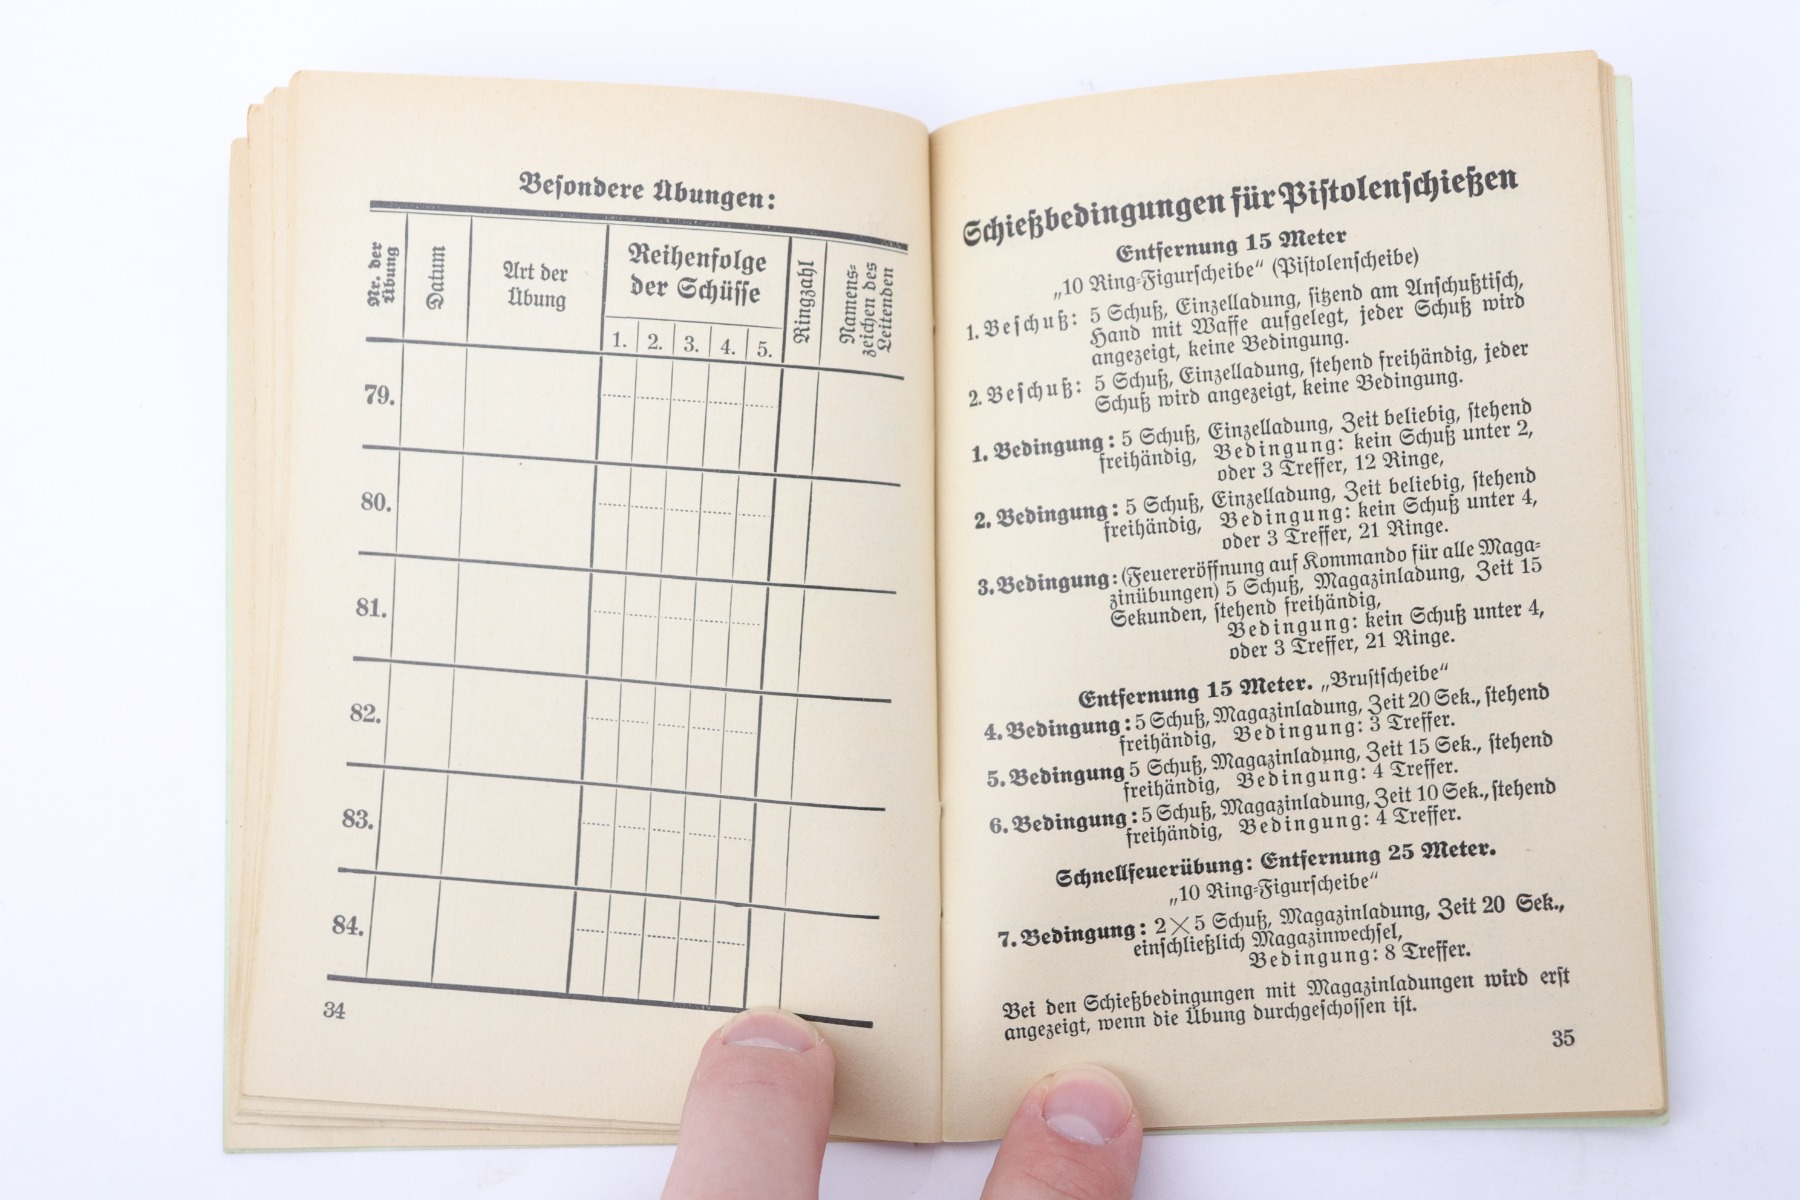 Besondere Übungen:
Nr. der
Übung
Datum
Art der
Übung
Reihenfolge
der Schüsse
1. 2. 3. 4. 5.
Ringzahl
Namens-
zeichen des
Leitenden
79.
80.
81.
82.
83.
84.
34
Schießbedingungen für Pistolenschießen
Entfernung 15 Meter
„10 Ring-Figurscheibe“ (Pistolenscheibe)
1. Beschuß: 5 Schuß, Einzelladung, sitzend am Anschußtisch,
Hand mit Waffe aufgelegt, jeder Schuß wird
angezeigt, keine Bedingung.
2. Beschuß: 5 Schuß, Einzelladung, stehend freihändig, jeder
Schuß wird angezeigt, keine Bedingung.
1. Bedingung: 5 Schuß, Einzelladung, Zeit beliebig, stehend
freihändig, Bedingung: kein Schuß unter 2,
oder 3 Treffer, 12 Ringe,
2. Bedingung: 5 Schuß, Einzelladung, Zeit beliebig, stehend
freihändig, Bedingung: kein Schuß unter 4,
oder 3 Treffer, 21 Ringe.
3. Bedingung: (Feuereröffnung auf Kommando für alle Maga-
zinübungen) 5 Schuß, Magazinladung, Zeit 15
Sekunden, stehend freihändig,
Bedingung: kein Schuß unter 4,
oder 3 Treffer, 21 Ringe.
Entfernung 15 Meter. „Brustscheibe“
4. Bedingung: 5 Schuß, Magazinladung, Zeit 20 Sek., stehend
freihändig, Bedingung: 3 Treffer.
5. Bedingung 5 Schuß, Magazinladung, Zeit 15 Sek., stehend
freihändig, Bedingung: 4 Treffer.
6. Bedingung: 5 Schuß, Magazinladung, Zeit 10 Sek., stehend
freihändig, Bedingung: 4 Treffer.
Schnellfeuerübung: Entfernung 25 Meter.
„10 Ring-Figurscheibe“
7. Bedingung: 2 × 5 Schuß, Magazinladung, Zeit 20 Sek.,
einschließlich Magazinwechsel,
Bedingung: 8 Treffer.
Bei den Schießbedingungen mit Magazinladungen wird erst
angezeigt, wenn die Übung durchgeschossen ist.
35